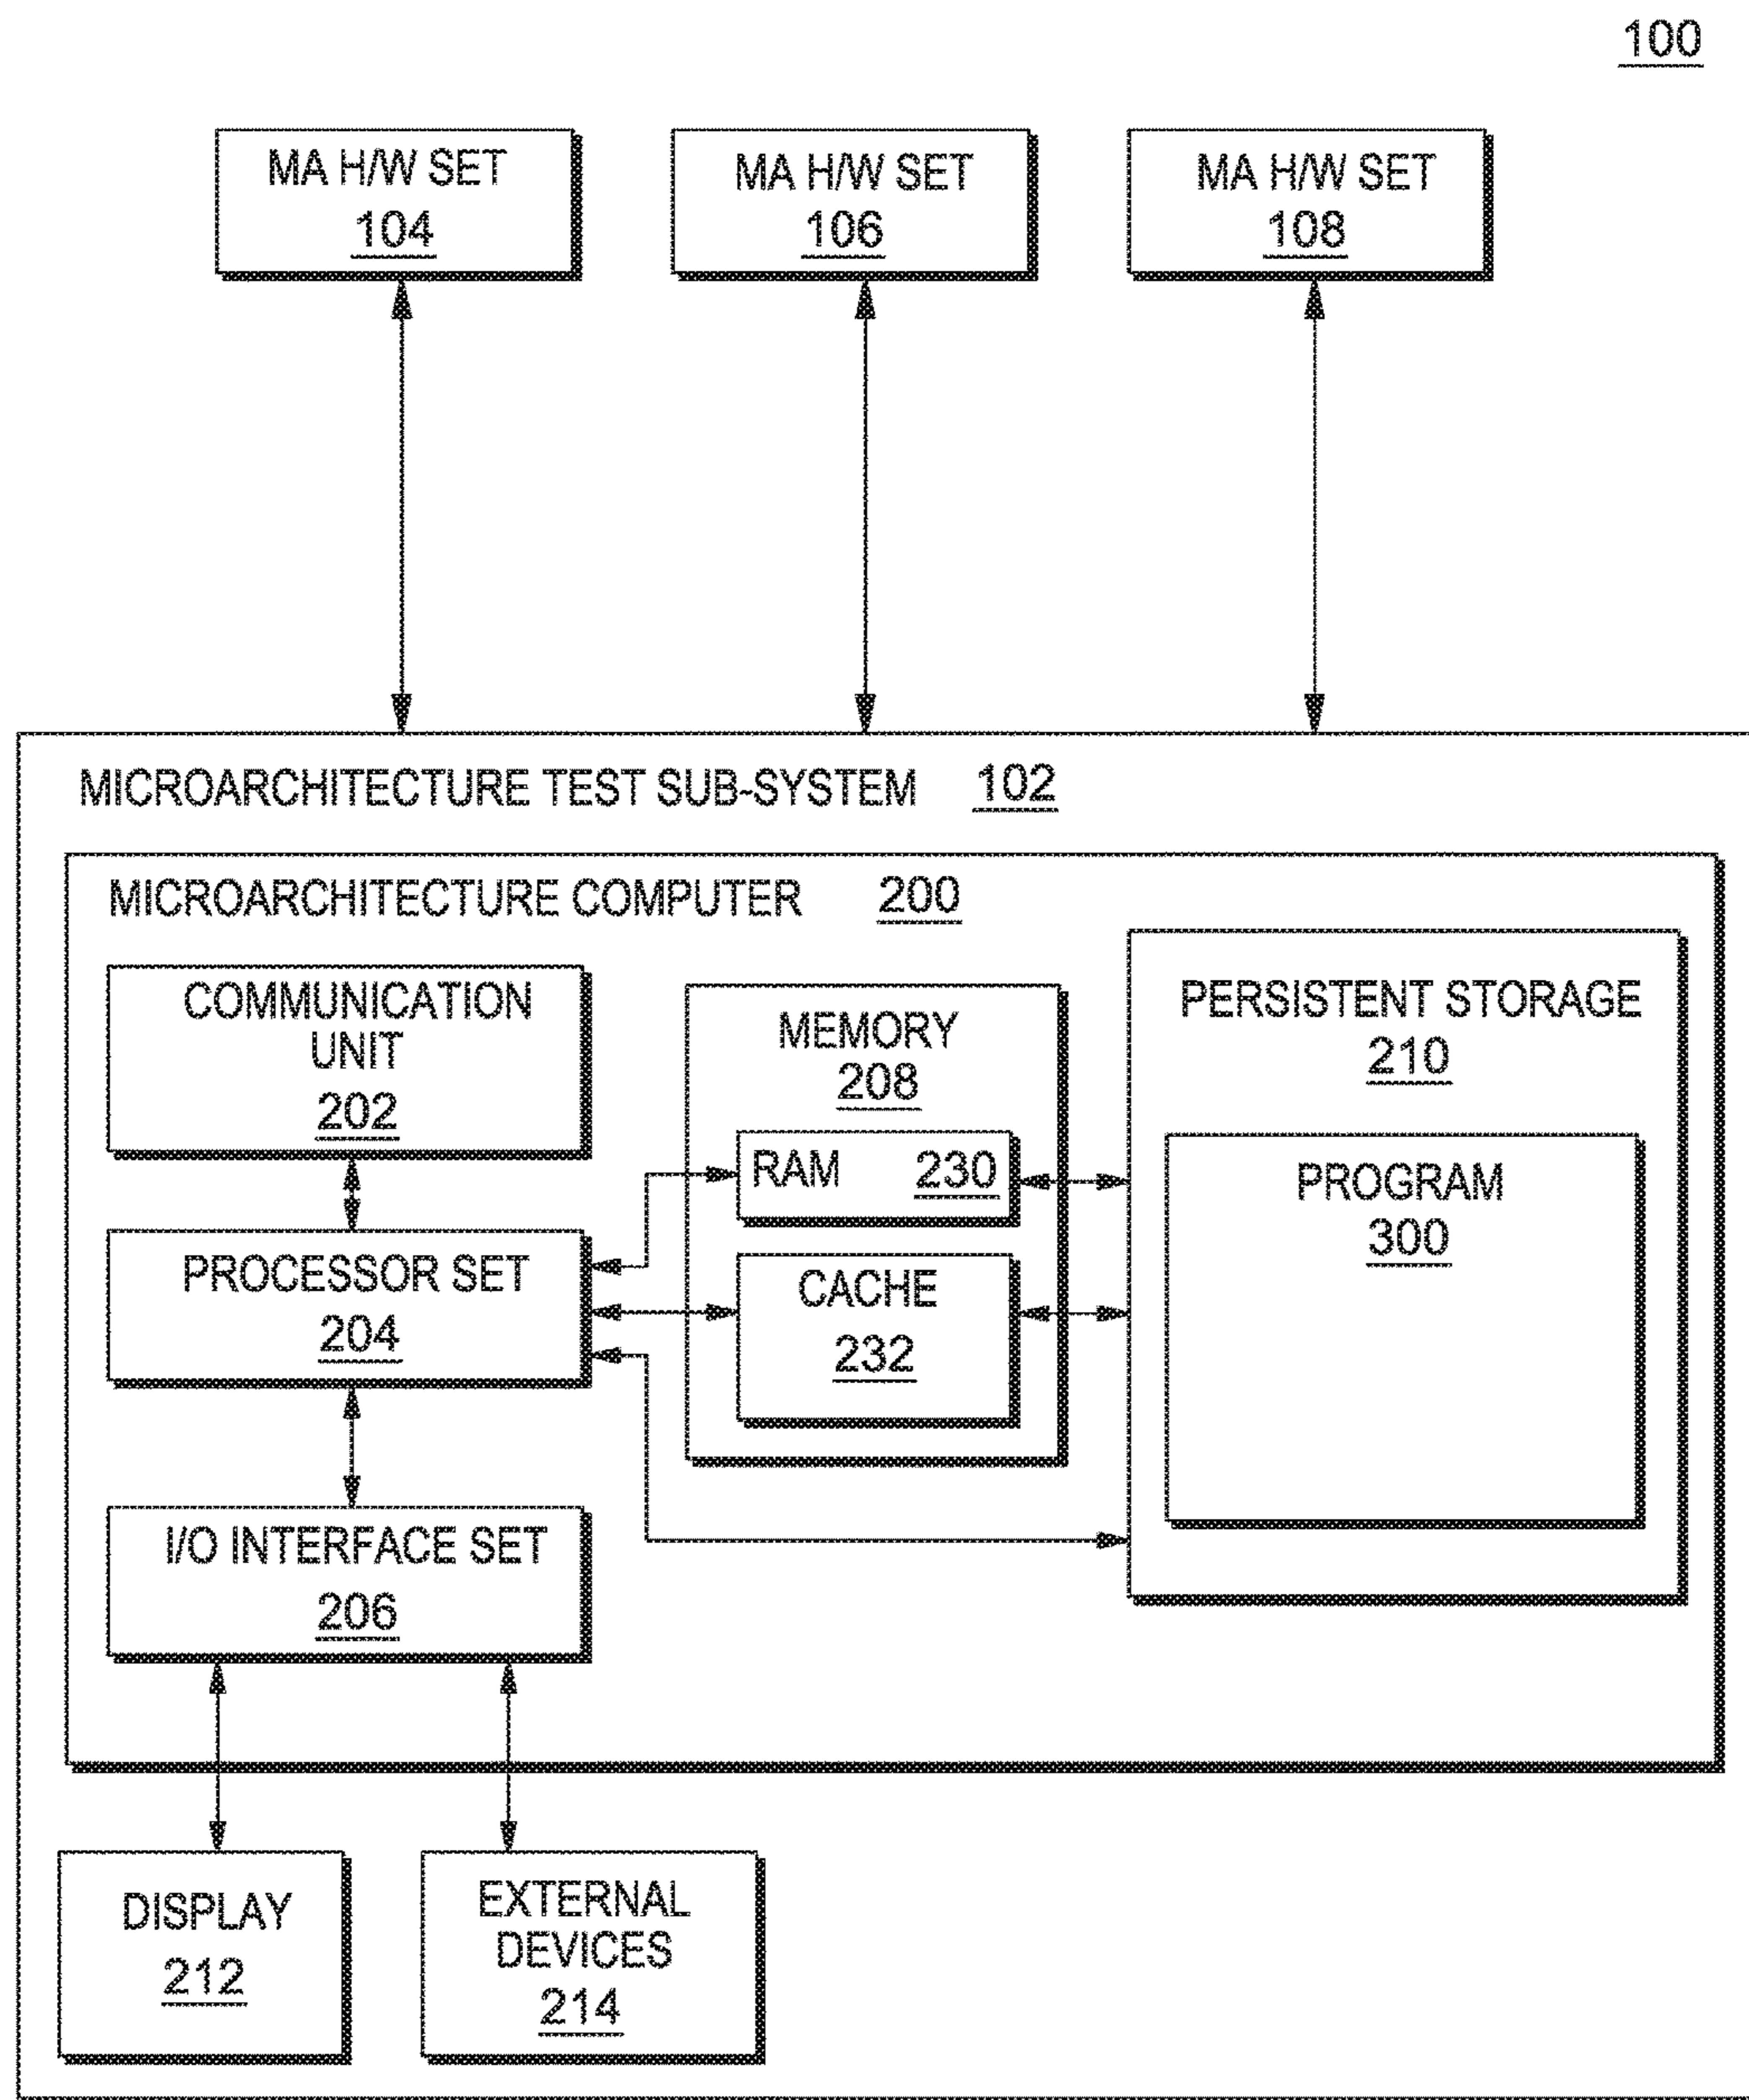 100
MA H/W SET
104
MA H/W SET
106
MA H/W SET
108
MICROARCHITECTURE TEST SUB-SYSTEM 102
MICROARCHITECTURE COMPUTER 200
COMMUNICATION
UNIT
202
PROCESSOR SET
204
I/O INTERFACE SET
206
MEMORY
208
RAM 230
CACHE
232
PERSISTENT STORAGE
210
PROGRAM
300
DISPLAY
212
EXTERNAL
DEVICES
214